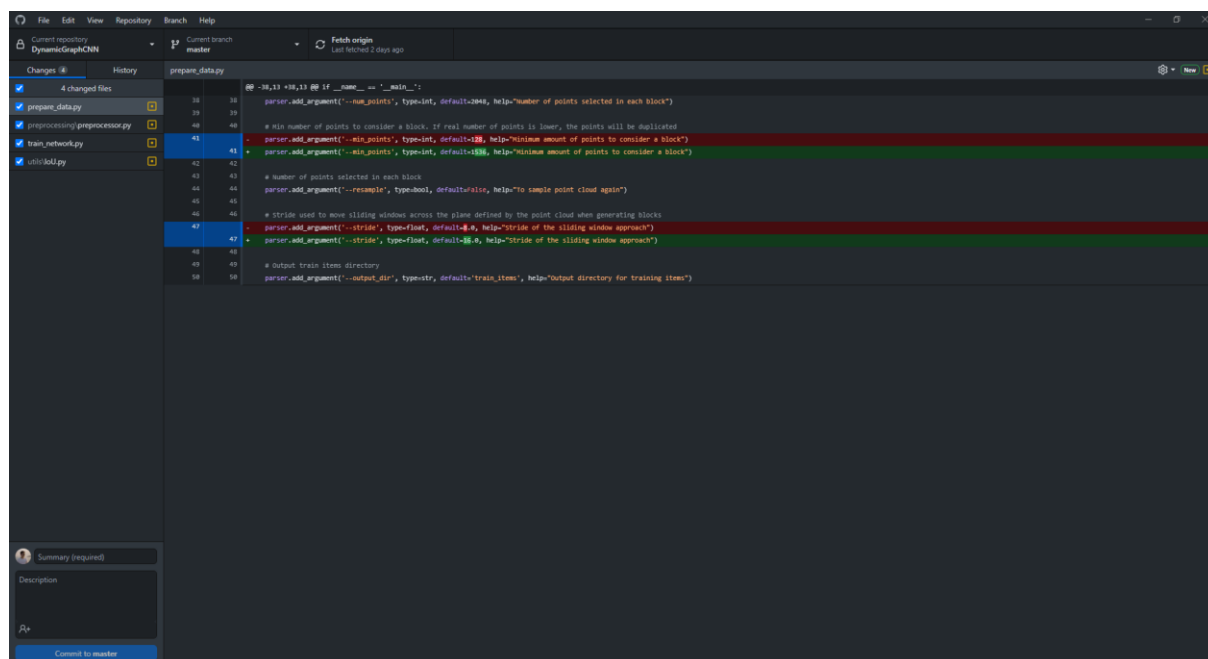 File Edit View Repository Branch Help
Current repository
DynamicGraphCNN
Current branch
master
Fetch origin
Last fetched 2 days ago
Changes 4 History
prepare_data.py
New
4 changed files
prepare_data.py
preprocessing\preprocessor.py
train_network.py
utils\IoU.py
@@ -38,13 +38,13 @@ if __name__ == '__main__':
38 38 parser.add_argument('--num_points', type=int, default=2048, help="Number of points selected in each block")
39 39
40 40 # Min number of points to consider a block. If real number of points is lower, the points will be duplicated
41 - parser.add_argument('--min_points', type=int, default=128, help="Minimum amount of points to consider a block")
41 + parser.add_argument('--min_points', type=int, default=1536, help="Minimum amount of points to consider a block")
42 42
43 43 # Number of points selected in each block
44 44 parser.add_argument('--resample', type=bool, default=False, help="To sample point cloud again")
45 45
46 46 # Stride used to move sliding windows across the plane defined by the point cloud when generating blocks
47 - parser.add_argument('--stride', type=float, default=8.0, help="Stride of the sliding window approach")
47 + parser.add_argument('--stride', type=float, default=16.0, help="Stride of the sliding window approach")
48 48
49 49 # Output train items directory
50 50 parser.add_argument('--output_dir', type=str, default='train_items', help="Output directory for training items")
Summary (required)
Description
Commit to master